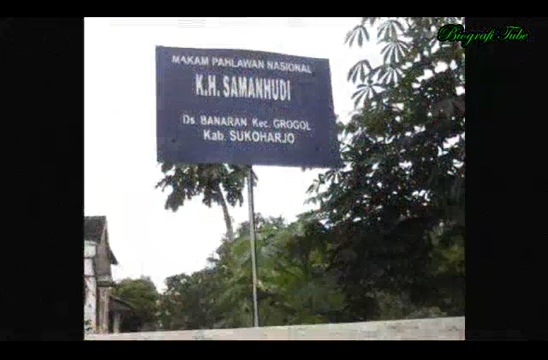 Biografi Tube
MAKAM PAHLAWAN NASIONAL
K.H. SAMANHUDI
Ds. BANARAN Kec. GROGOL
Kab. SUKOHARJO